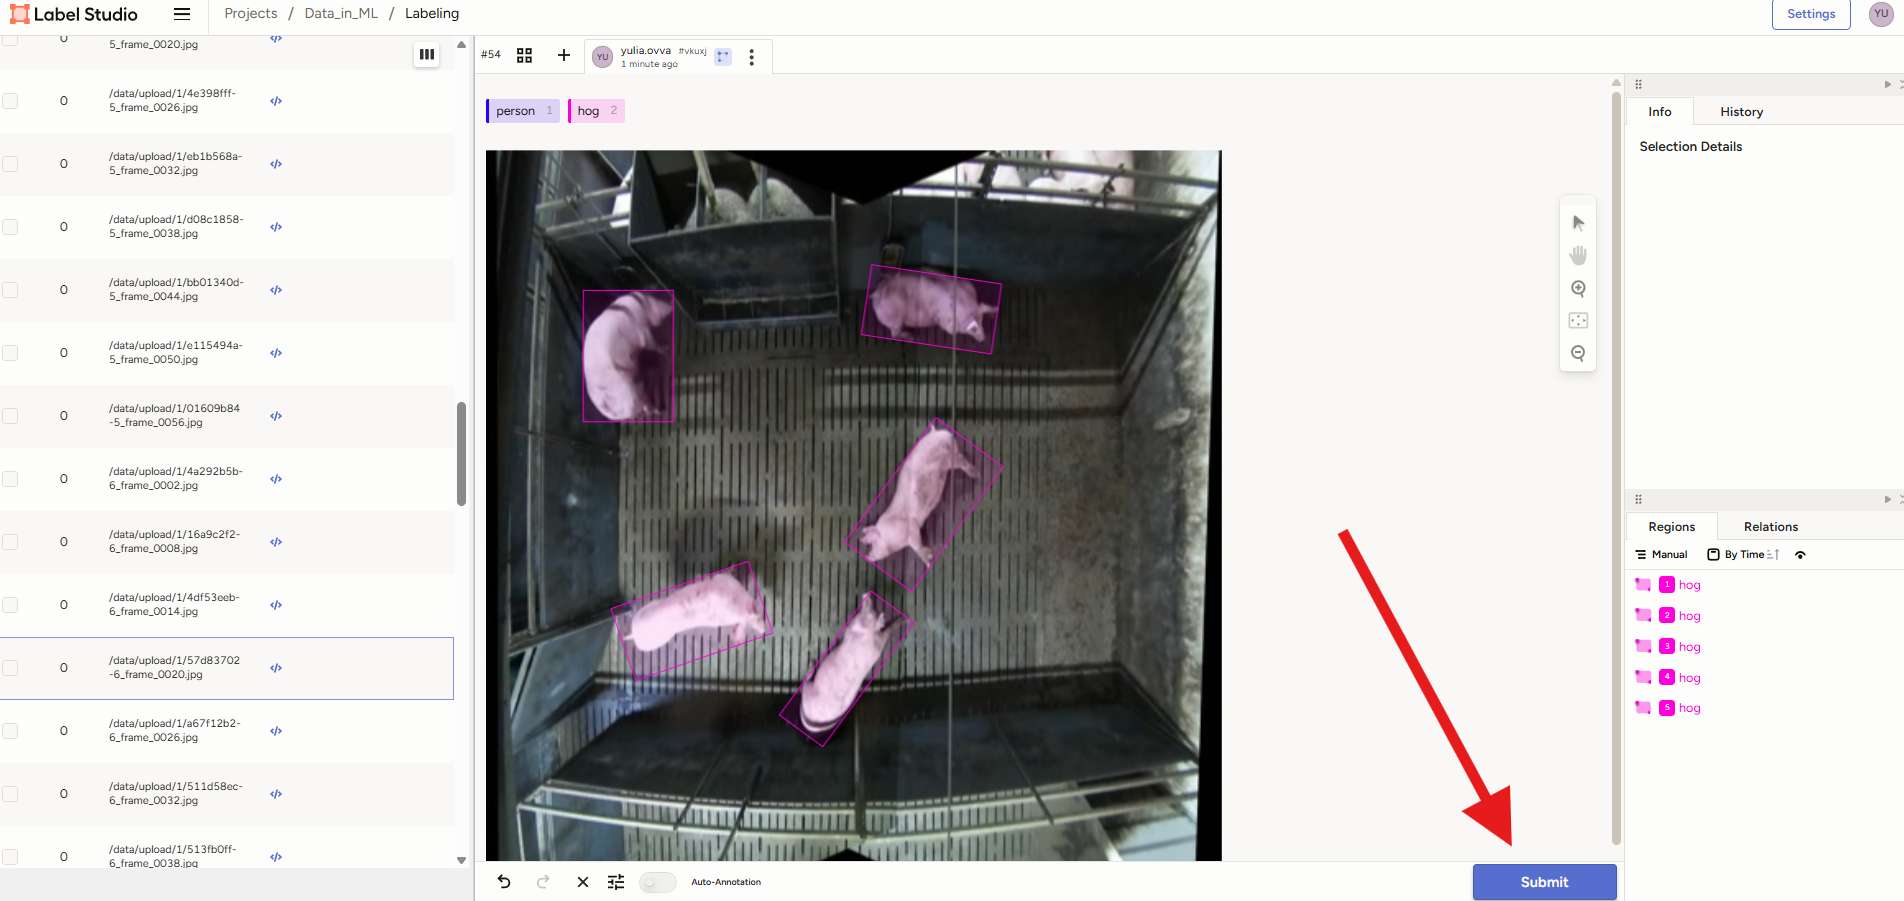 Label Studio
Projects / Data_in_ML / Labeling
Settings
YU
0
5_frame_0020.jpg
0
/data/upload/1/4e398fff-
5_frame_0026.jpg
0
/data/upload/1/eb1b568a-
5_frame_0032.jpg
0
/data/upload/1/d08c1858-
5_frame_0038.jpg
0
/data/upload/1/bb01340d-
5_frame_0044.jpg
0
/data/upload/1/e115494a-
5_frame_0050.jpg
0
/data/upload/1/01609b84
-5_frame_0056.jpg
0
/data/upload/1/4a292b5b-
6_frame_0002.jpg
0
/data/upload/1/16a9c2f2-
6_frame_0008.jpg
0
/data/upload/1/4df53eeb-
6_frame_0014.jpg
0
/data/upload/1/57d83702
-6_frame_0020.jpg
0
/data/upload/1/a67f12b2-
6_frame_0026.jpg
0
/data/upload/1/511d58ec-
6_frame_0032.jpg
0
/data/upload/1/513fb0ff-
6_frame_0038.jpg
#54
YU
yulia.ovva #vkuxj
1 minute ago
person 1
hog 2
Auto-Annotation
Submit
Info
History
Selection Details
Regions
Relations
Manual
By Time
1 hog
2 hog
3 hog
4 hog
5 hog